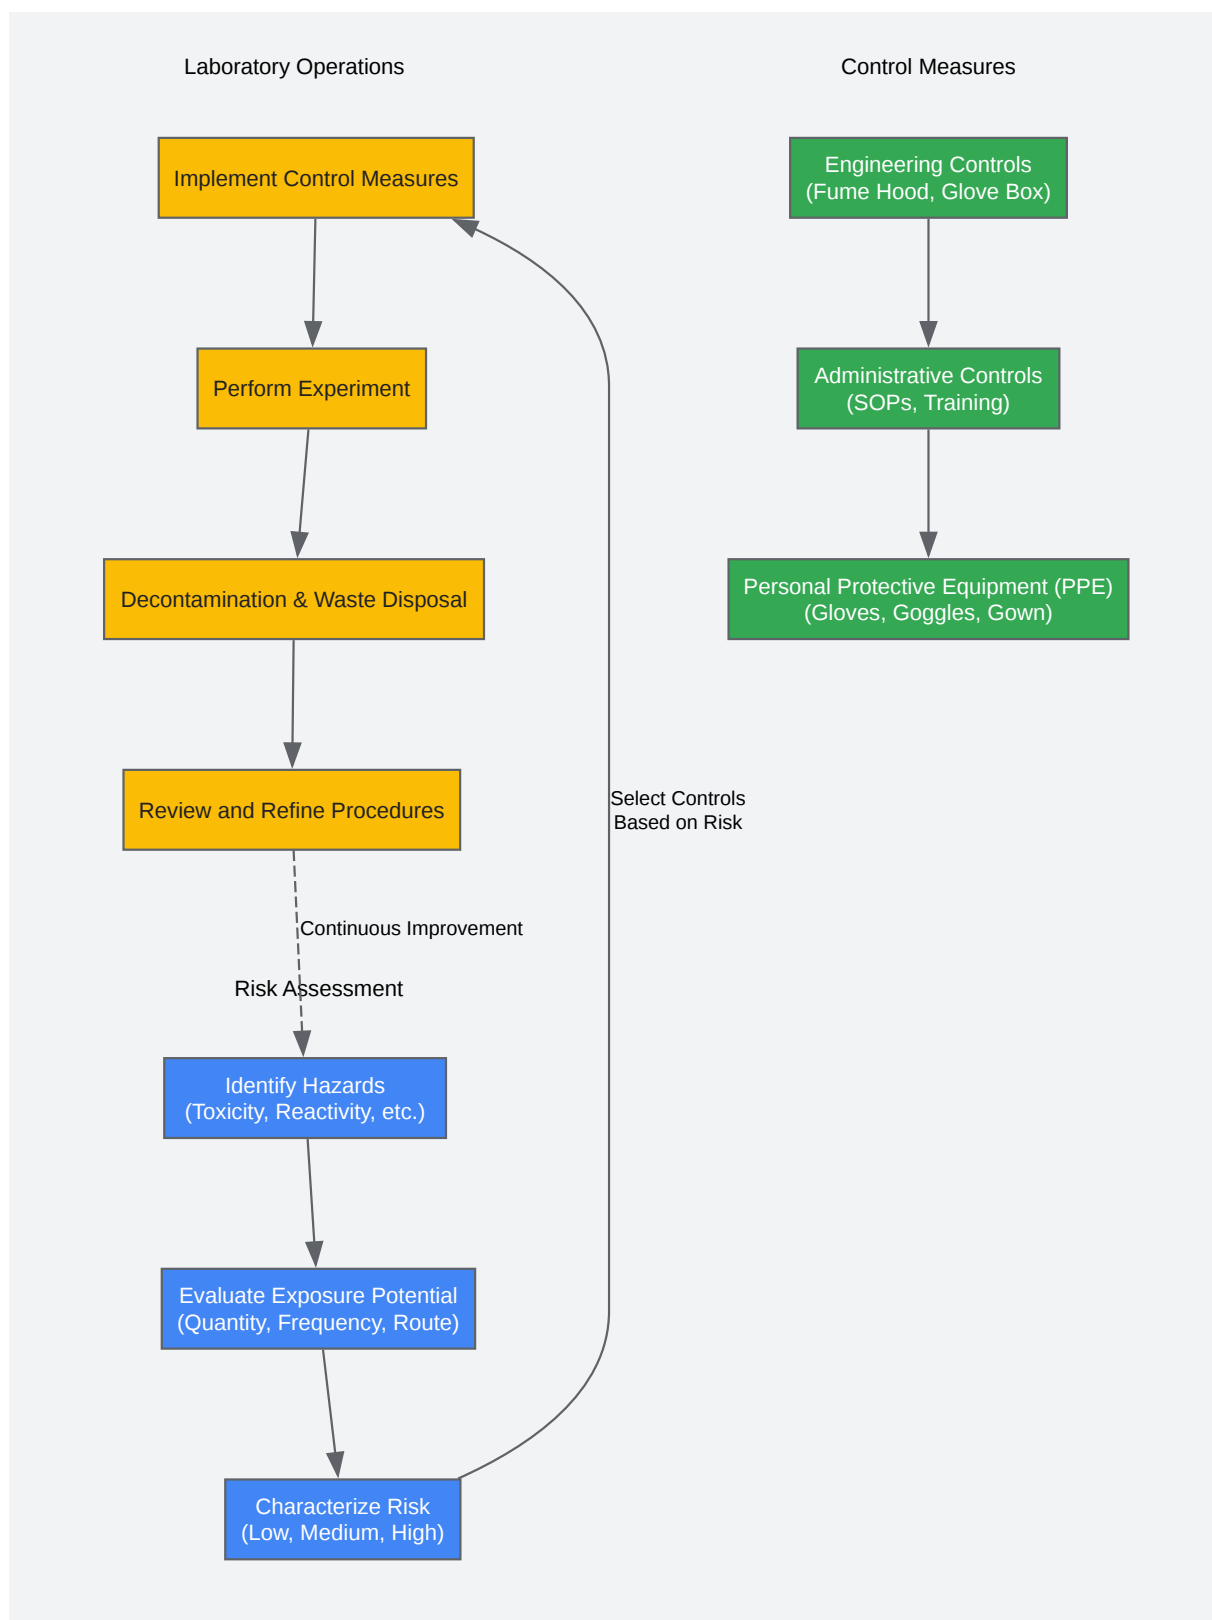 Laboratory Operations
Implement Control Measures
Perform Experiment
Decontamination & Waste Disposal
Review and Refine Procedures
Continuous Improvement
Risk Assessment
Identify Hazards
(Toxicity, Reactivity, etc.)
Evaluate Exposure Potential
(Quantity, Frequency, Route)
Characterize Risk
(Low, Medium, High)
Select Controls
Based on Risk
Control Measures
Engineering Controls
(Fume Hood, Glove Box)
Administrative Controls
(SOPs, Training)
Personal Protective Equipment (PPE)
(Gloves, Goggles, Gown)